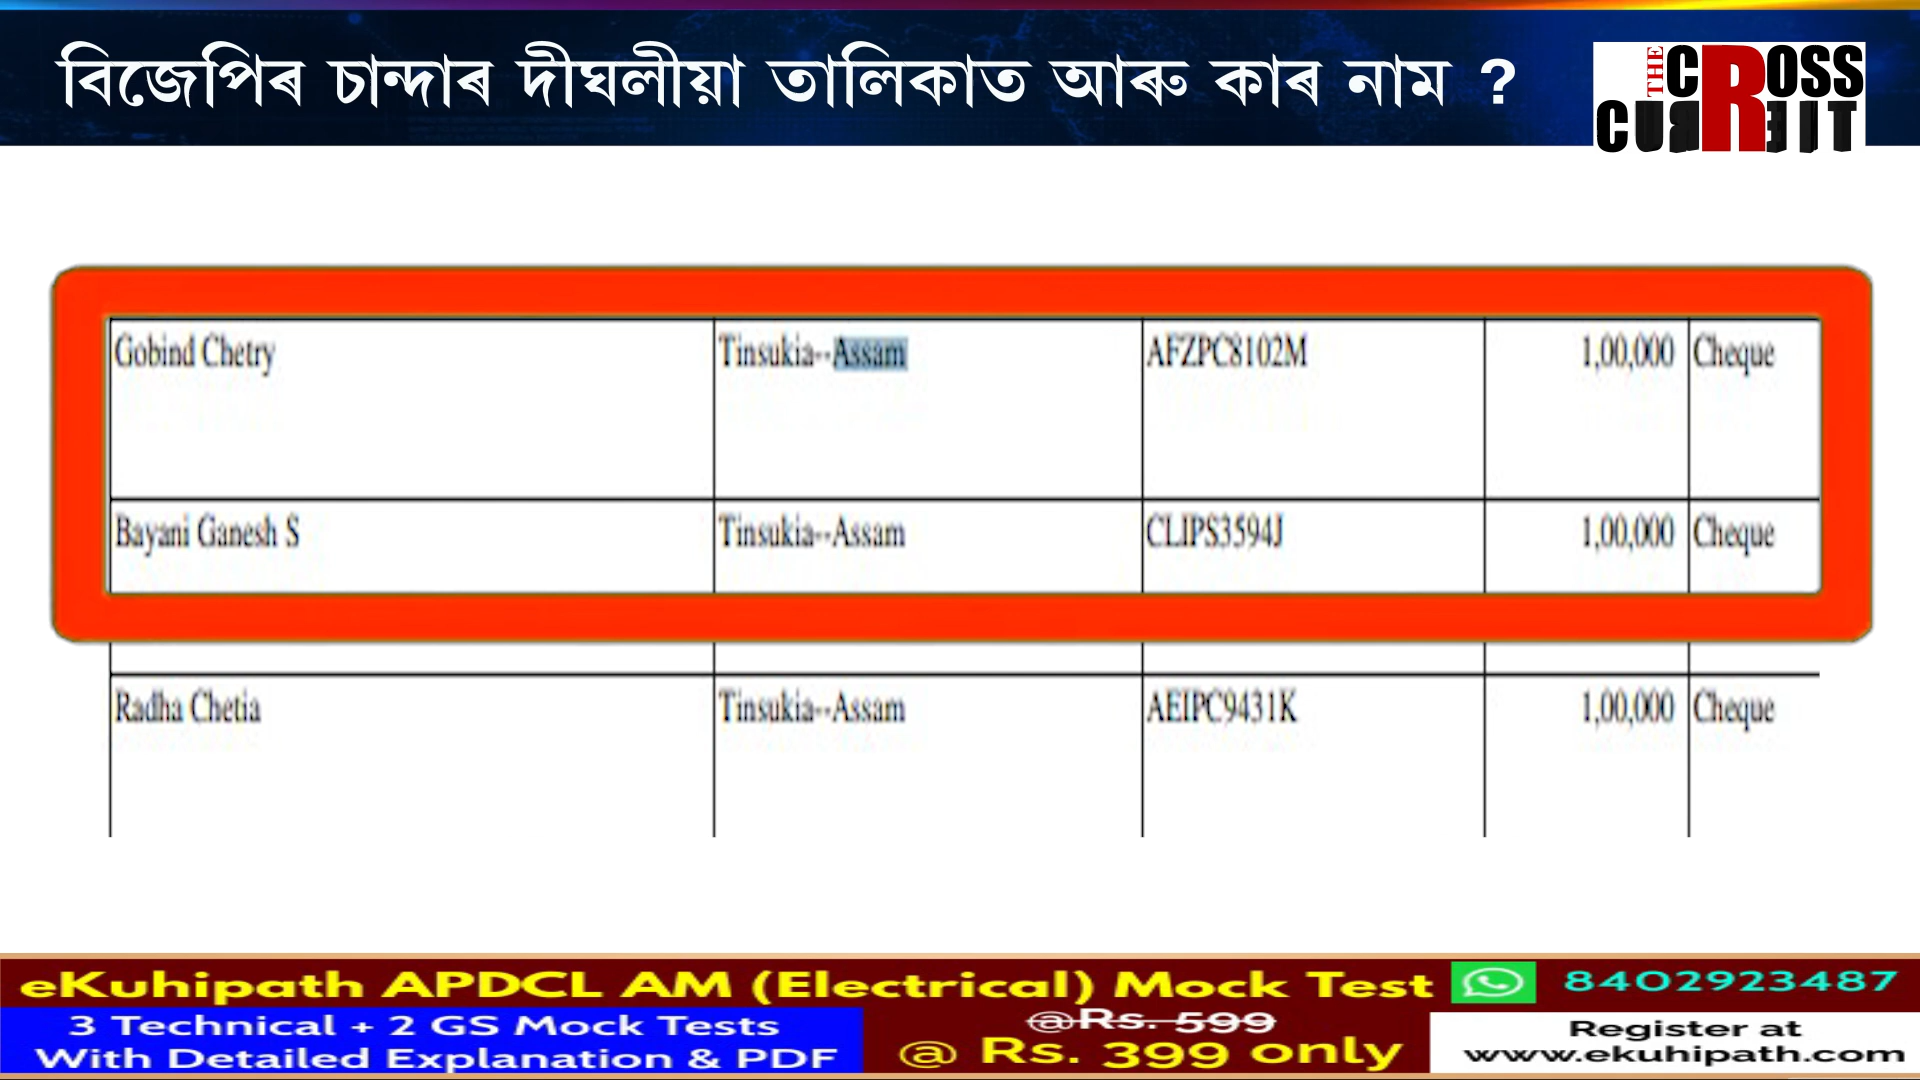 বিজেপিৰ চান্দাৰ দীঘলীয়া তালিকাত আৰু কাৰ নাম ?
THE CROSS
CURRENT
Gobind Chetry Tinsukia--Assam AFZPC8102M 1,00,000 Cheque
Bayani Ganesh S Tinsukia--Assam CLIPS3594J 1,00,000 Cheque
Radha Chetia Tinsukia--Assam AEIPC9431K 1,00,000 Cheque
eKuhipath APDCL AM (Electrical) Mock Test 8402923487
3 Technical + 2 GS Mock Tests
With Detailed Explanation & PDF
@Rs. 599
@ Rs. 399 only
Register at
www.ekuhipath.com